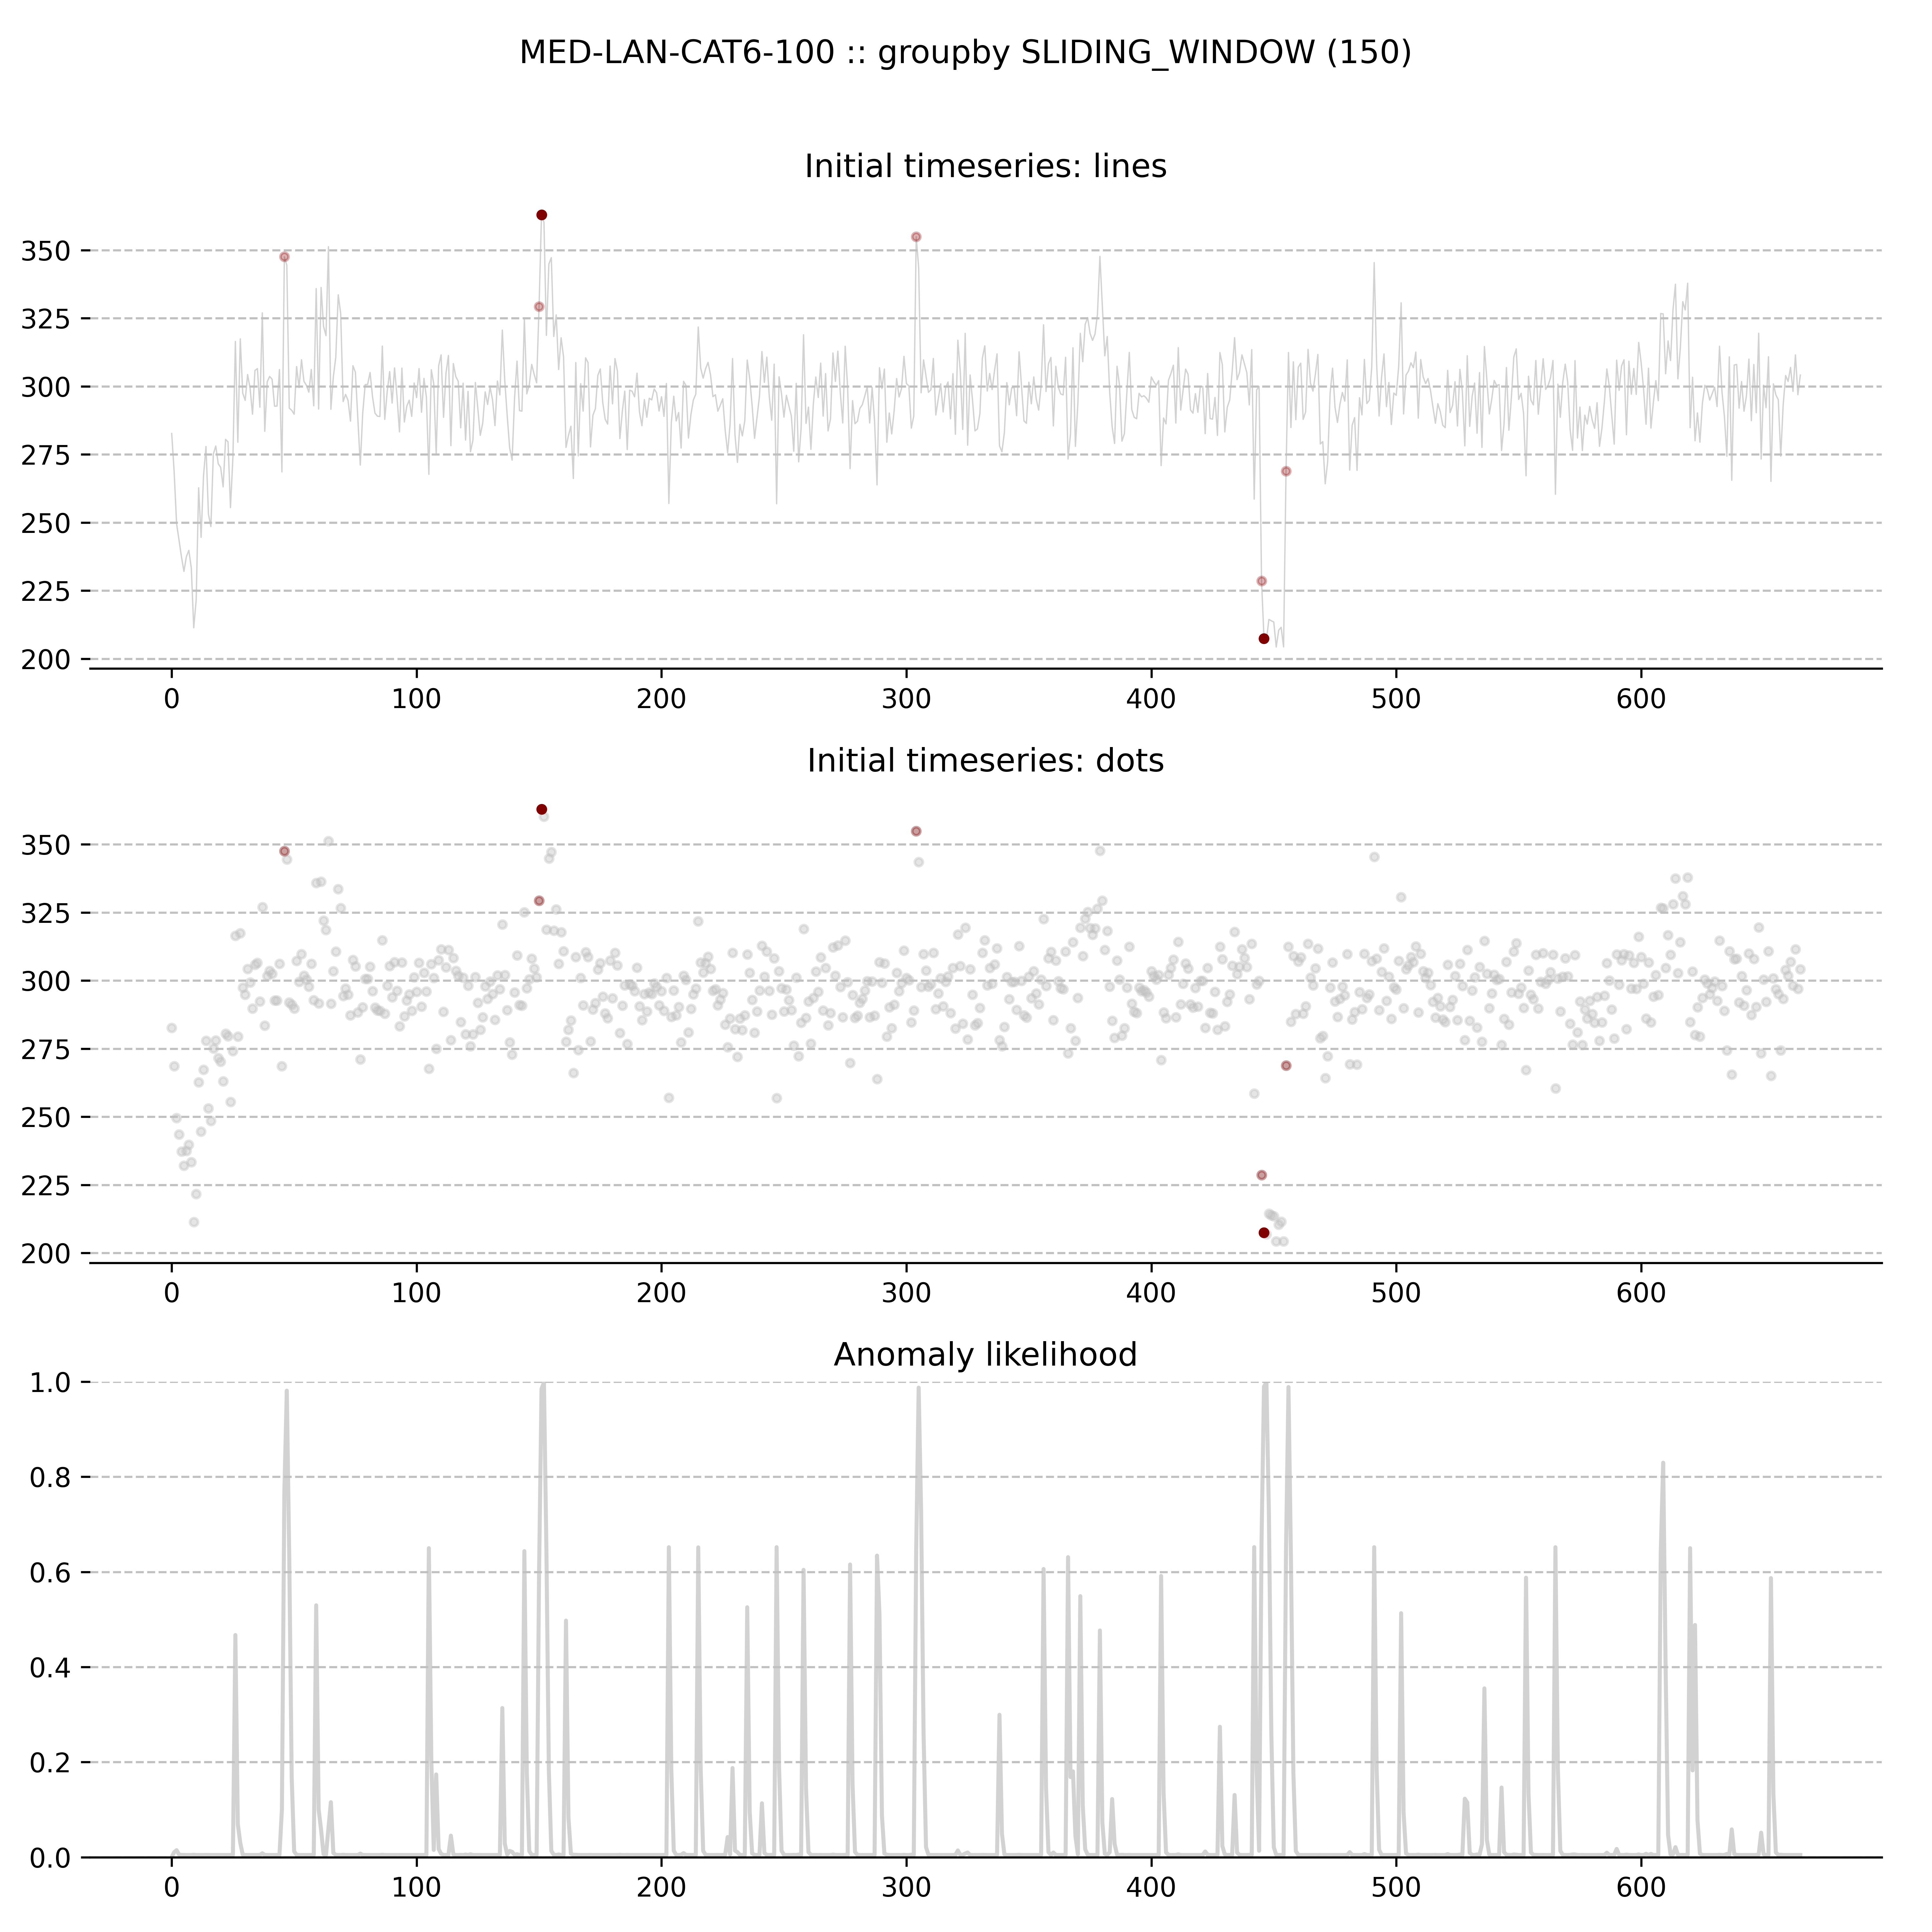 MED-LAN-CAT6-100 :: groupby SLIDING_WINDOW (150)
Initial timeseries: lines
350
325
300
275
250
225
200
0 100 200 300 400 500 600
Initial timeseries: dots
350
325
300
275
250
225
200
0 100 200 300 400 500 600
Anomaly likelihood
1.0
0.8
0.6
0.4
0.2
0.0
0 100 200 300 400 500 600